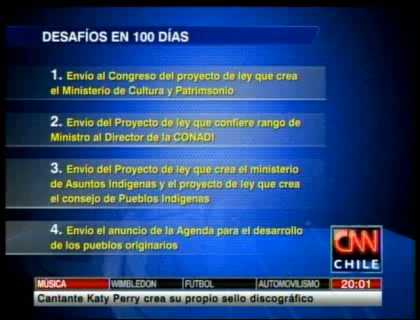 DESAFÍOS EN 100 DÍAS
1. Envío al Congreso del proyecto de ley que crea
el Ministerio de Cultura y Patrimsonio
2. Envío del Proyecto de ley que confiere rango de
Ministro al Director de la CONADI
3. Envío del Proyecto de ley que crea el ministerio
de Asuntos Indígenas y el proyecto de ley que crea
el consejo de Pueblos Indígenas
4. Envío el anuncio de la Agenda para el desarrollo
de los pueblos originarios
CNN
CHILE
MÚSICA WIMBLEDON FUTBOL AUTOMOVILISMO 20:01
Cantante Katy Perry crea su propio sello discográfico